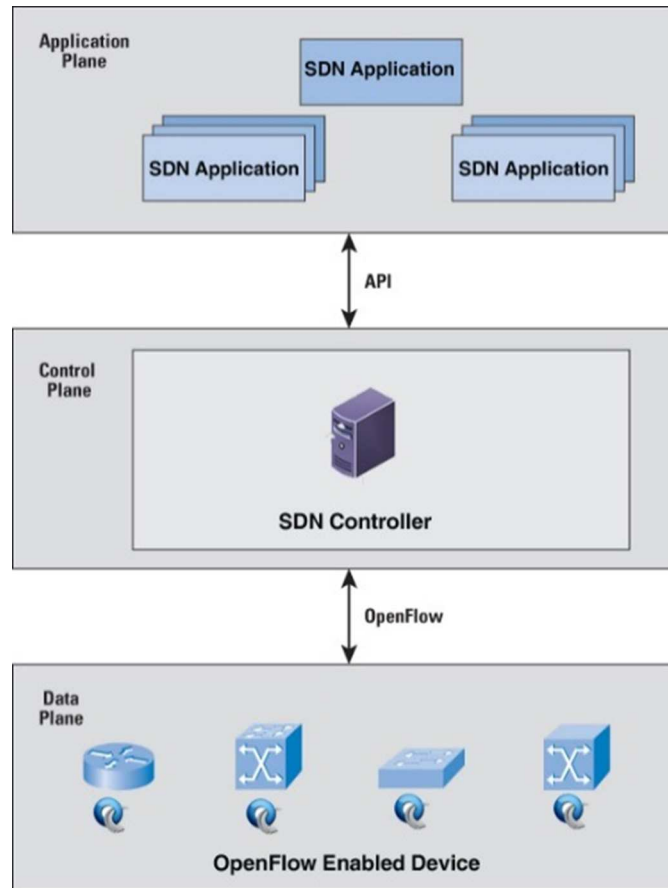 Application
Plane
SDN Application
SDN Application
SDN Application
API
Control
Plane
SDN Controller
OpenFlow
Data
Plane
OpenFlow Enabled Device